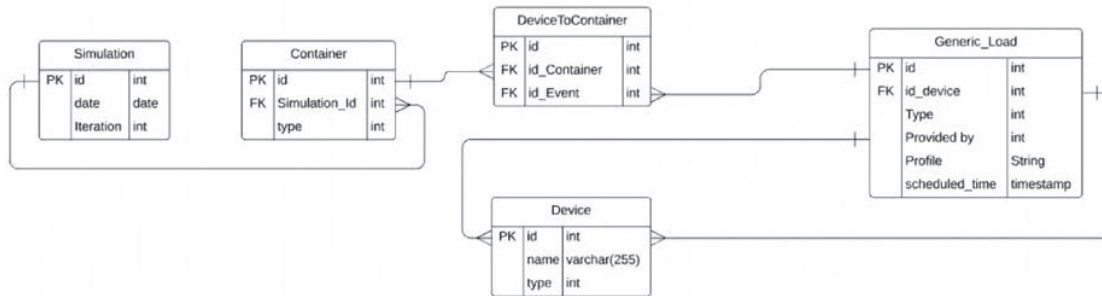 Simulation
PK id int
date date
Iteration int
Container
PK id int
FK Simulation_Id int
type int
DeviceToContainer
PK id int
FK id_Container int
FK id_Event int
Generic_Load
PK id int
FK id_device int
Type int
Provided by int
Profile String
scheduled_time timestamp
Device
PK id int
name varchar(255)
type int